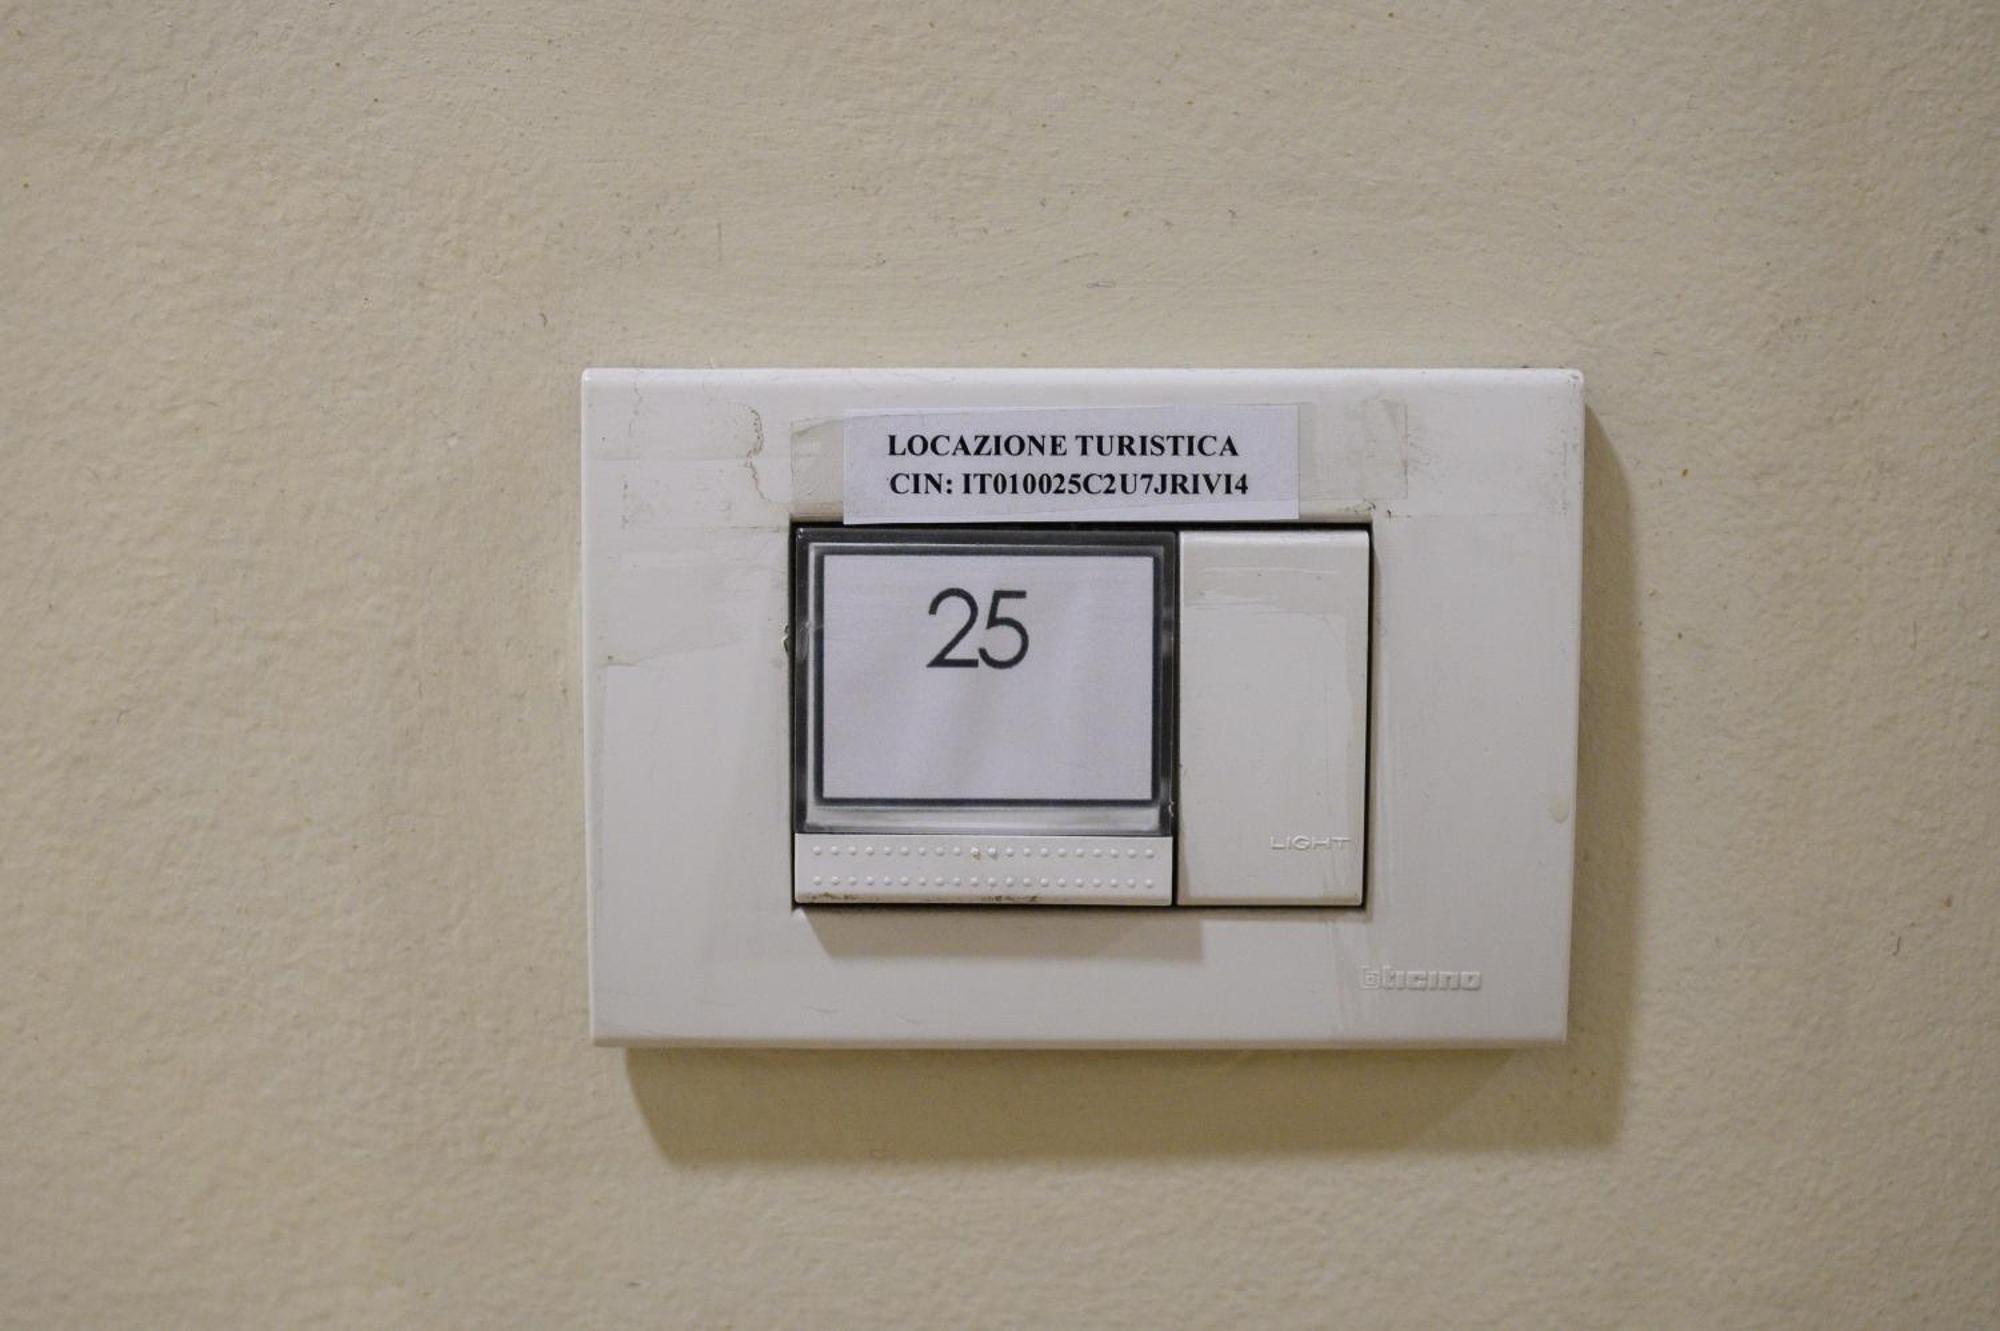 LOCAZIONE TURISTICA
CIN: IT010025C2U7JRIVI4
25
LIGHT
bticino